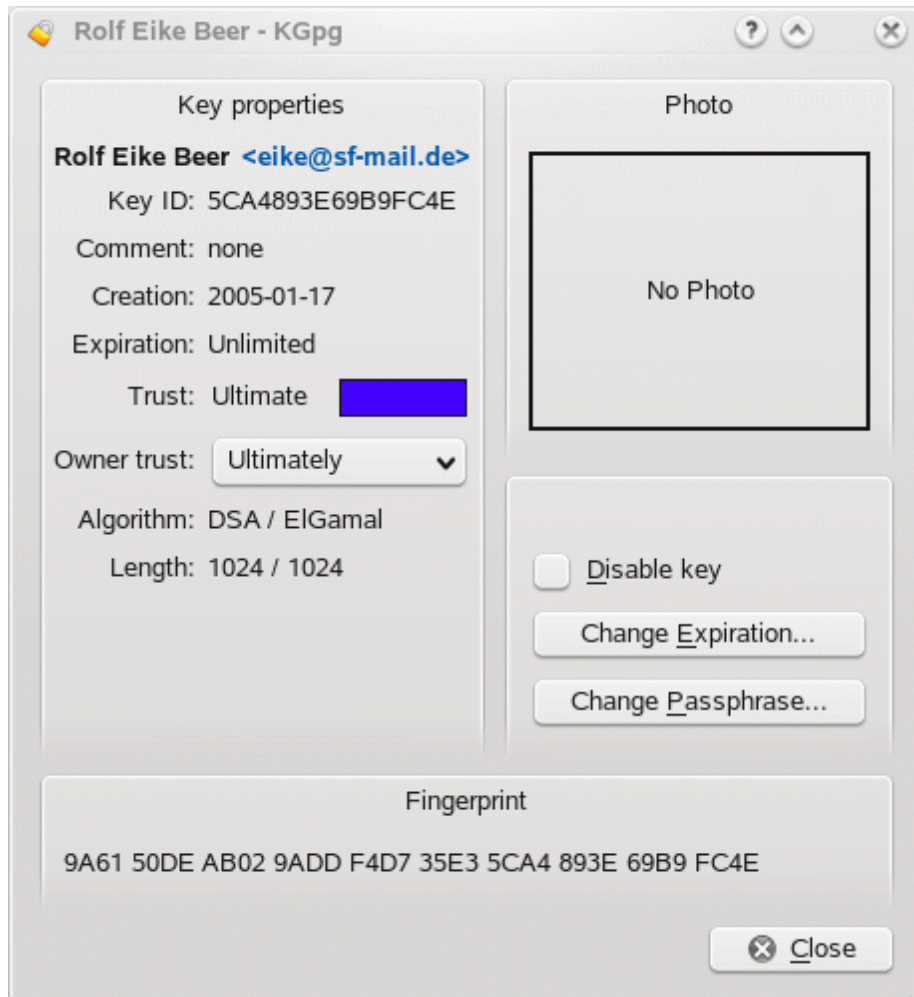 Rolf Eike Beer - KGpg
Key properties
Rolf Eike Beer <eike@sf-mail.de>
Key ID: 5CA4893E69B9FC4E
Comment: none
Creation: 2005-01-17
Expiration: Unlimited
Trust: Ultimate
Owner trust: Ultimately
Algorithm: DSA / ElGamal
Length: 1024 / 1024
Photo
No Photo
Disable key
Change Expiration...
Change Passphrase...
Fingerprint
9A61 50DE AB02 9ADD F4D7 35E3 5CA4 893E 69B9 FC4E
Close